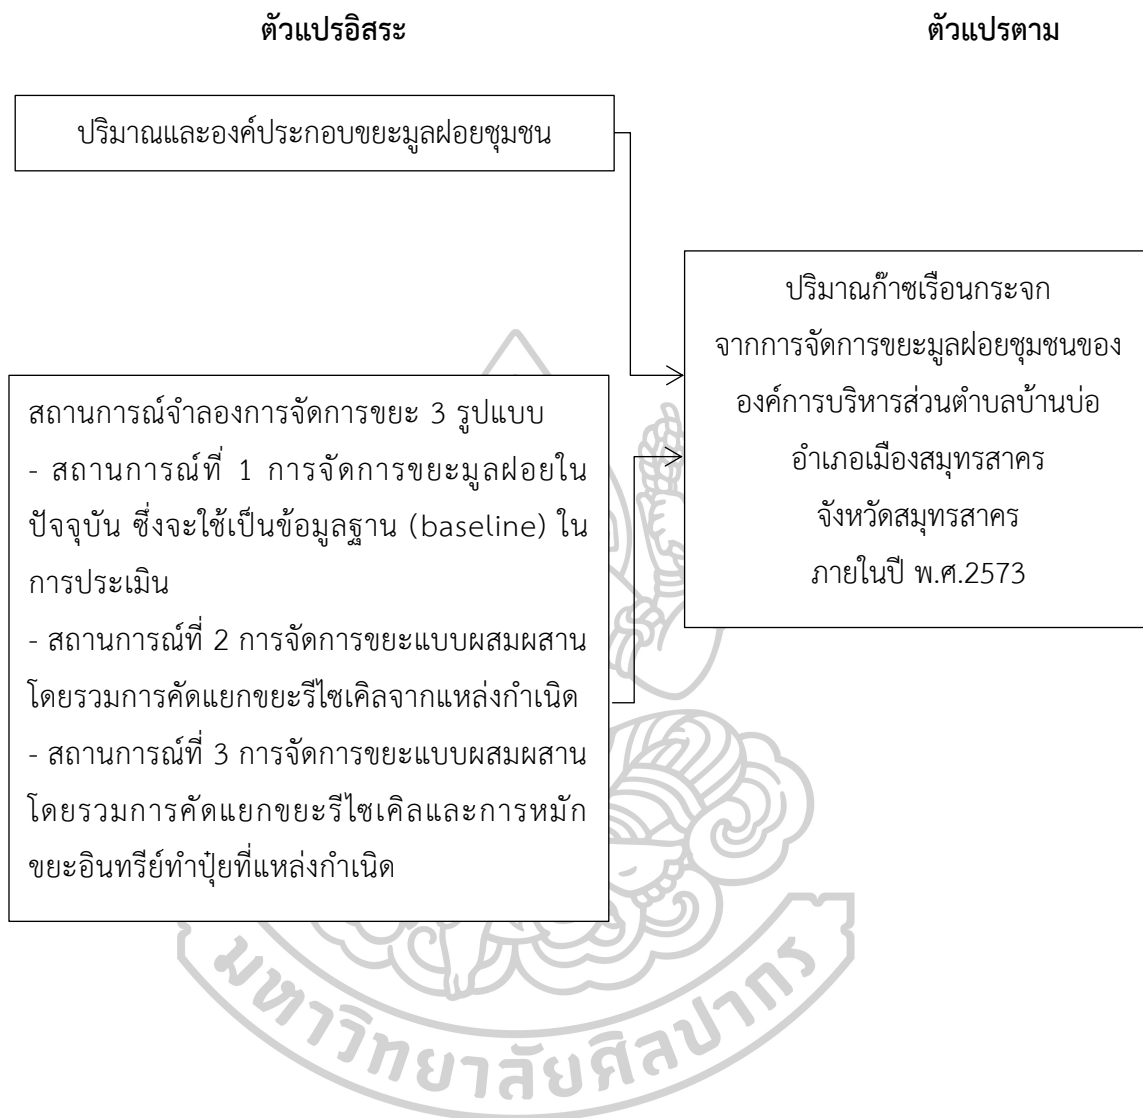 ตัวแปรอิสระ
ตัวแปรตาม
ปริมาณและองค์ประกอบขยะมูลฝอยชุมชน
สถานการณ์จำลองการจัดการขยะ 3 รูปแบบ
- สถานการณ์ที่ 1 การจัดการขยะมูลฝอยใน
ปัจจุบัน ซึ่งจะใช้เป็นข้อมูลฐาน (baseline) ใน
การประเมิน
- สถานการณ์ที่ 2 การจัดการขยะแบบผสมผสาน
โดยรวมการคัดแยกขยะรีไซเคิลจากแหล่งกำเนิด
- สถานการณ์ที่ 3 การจัดการขยะแบบผสมผสาน
โดยรวมการคัดแยกขยะรีไซเคิลและการหมัก
ขยะอินทรีย์ทำปุ๋ยที่แหล่งกำเนิด
ปริมาณก๊าซเรือนกระจก
จากการจัดการขยะมูลฝอยชุมชนของ
องค์การบริหารส่วนตำบลบ้านบ่อ
อำเภอเมืองสมุทรสาคร
จังหวัดสมุทรสาคร
ภายในปี พ.ศ.2573
มหาวิทยาลัยศิลปากร